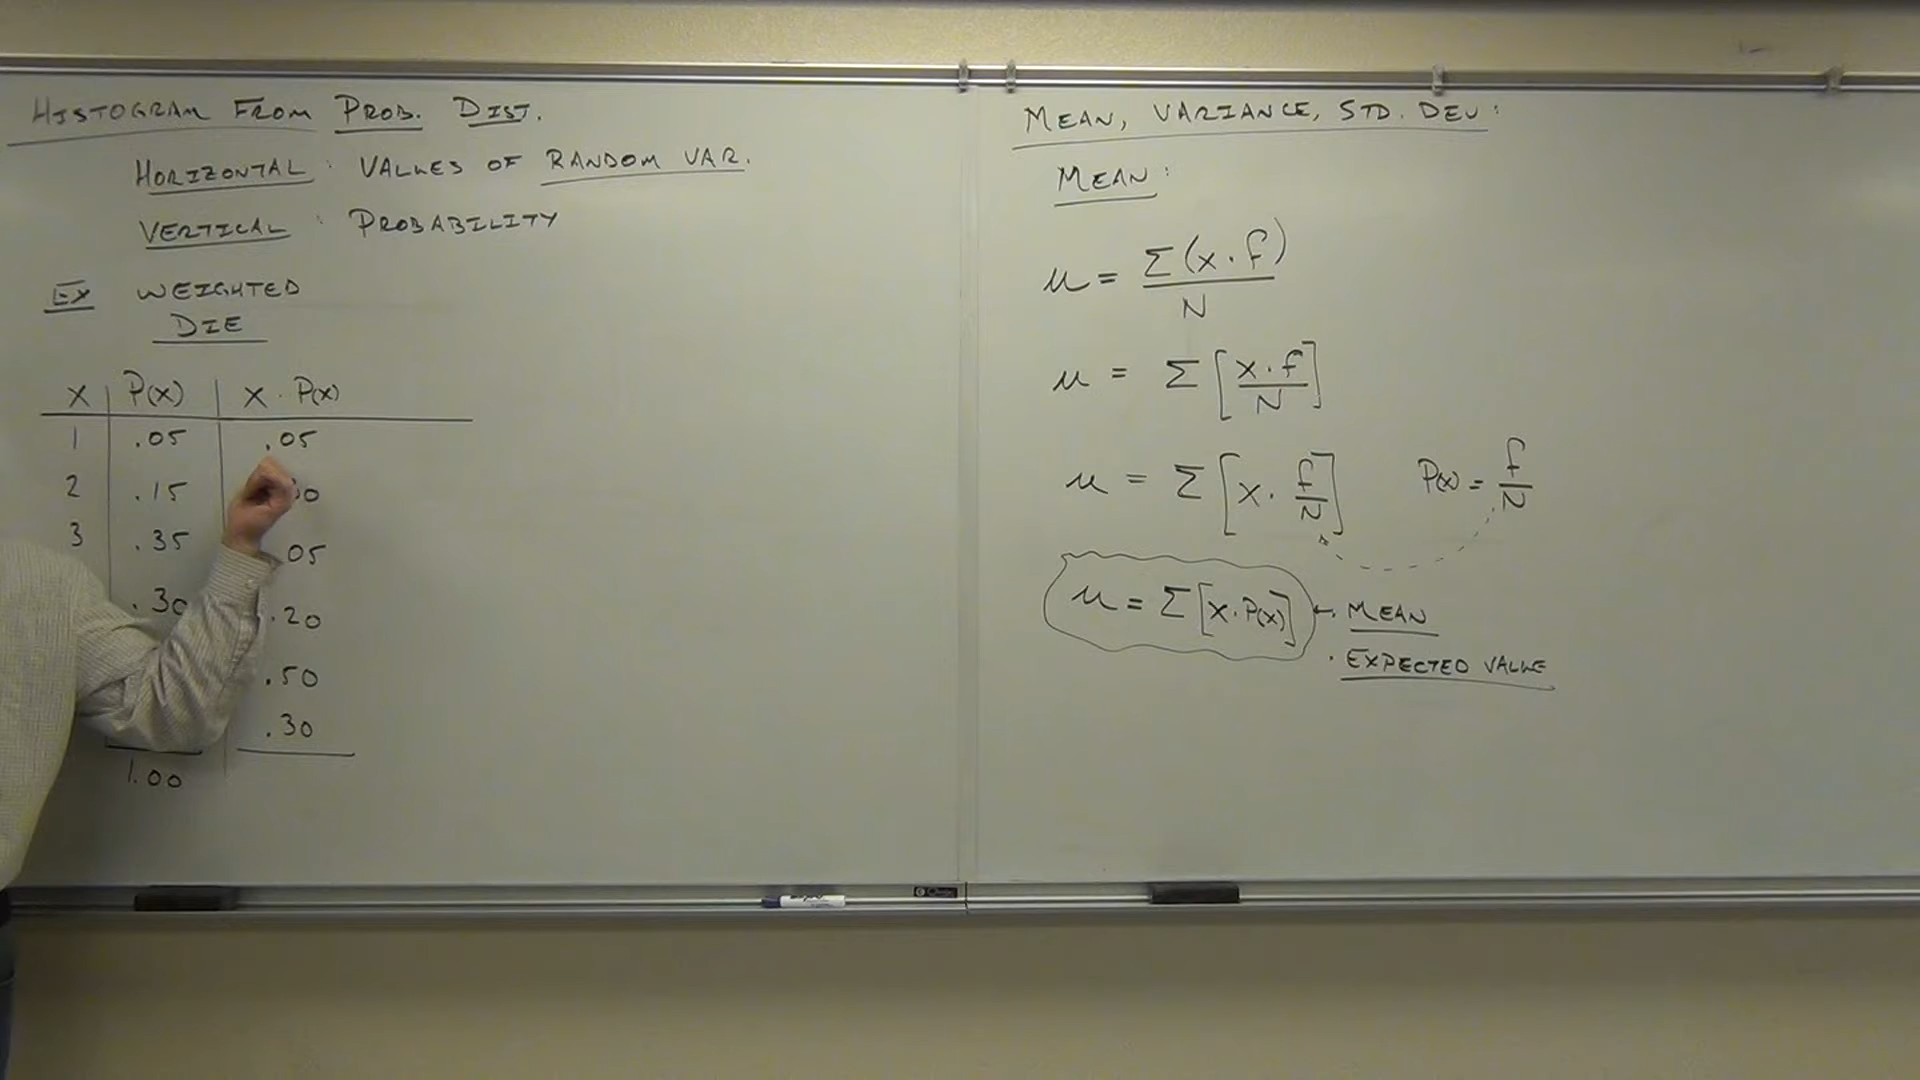 HISTOGRAM FROM PROB. DIST.
HORIZONTAL : VALUES OF RANDOM VAR.
VERTICAL : PROBABILITY
EX WEIGHTED
DIE
X P(x) X · P(x)
1 .05 .05
2 .15 0
3 .35 .05
.30 .20
.50
.30
1.00
MEAN, VARIANCE, STD. DEV:
MEAN:
μ = Σ(x · f) / N
μ = Σ [x · f / N]
μ = Σ [x · f/N] P(x) = f/N
μ = Σ [x · P(x)] ← · MEAN
· EXPECTED VALUE